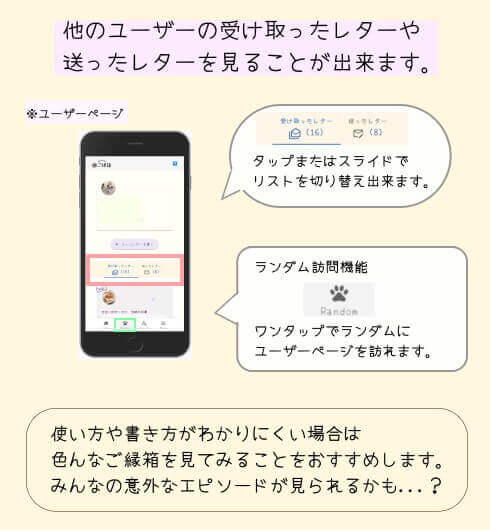 他のユーザーの受け取ったレターや
送ったレターを見ることが出来ます。
※ユーザーページ
受け取ったレター 送ったレター
(16) (8)
タップまたはスライドで
リストを切り替え出来ます。
ランダム訪問機能
Random
ワンタップでランダムに
ユーザーページを訪れます。
使い方や書き方がわかりにくい場合は
色んなご縁箱を見てみることをおすすめします。
みんなの意外なエピソードが見られるかも...?